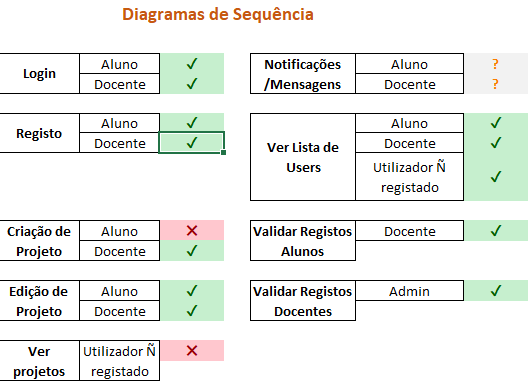 Diagramas de Sequência
Login
Aluno ✓
Docente ✓
Registo
Aluno ✓
Docente ✓
Criação de
Projeto
Aluno ✕
Docente ✓
Edição de
Projeto
Aluno ✓
Docente ✓
Ver
projetos
Utilizador Ñ ✕
registado
Notificações
/Mensagens
Aluno ?
Docente ?
Ver Lista de
Users
Aluno ✓
Docente ✓
Utilizador Ñ
registado ✓
Validar Registos
Alunos
Docente ✓
Validar Registos
Docentes
Admin ✓